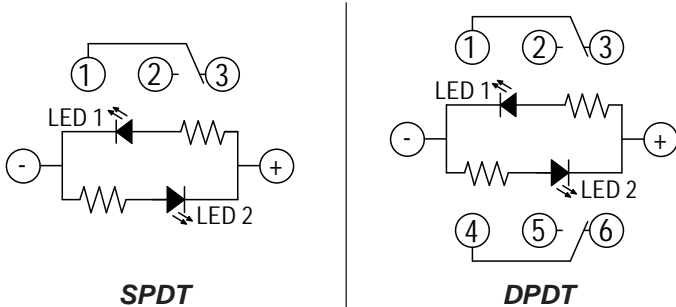 1 2 3
LED 1
- +
LED 2
SPDT
1 2 3
LED 1
- +
LED 2
4 5 6
DPDT